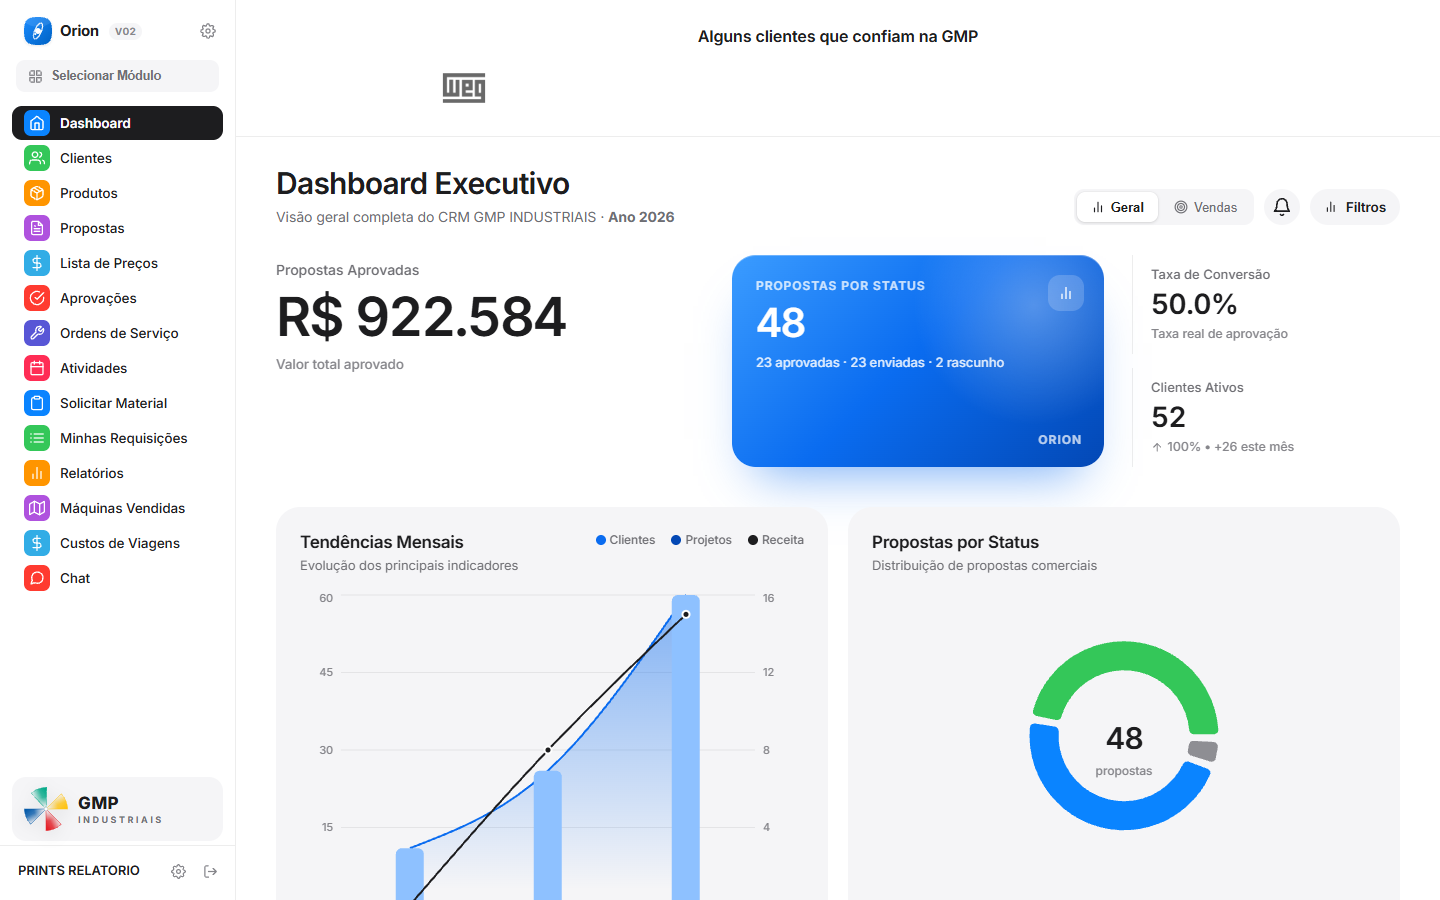 Orion V02
Selecionar Módulo
Dashboard
Clientes
Produtos
Propostas
Lista de Preços
Aprovações
Ordens de Serviço
Atividades
Solicitar Material
Minhas Requisições
Relatórios
Máquinas Vendidas
Custos de Viagens
Chat
GMP
INDUSTRIAIS
PRINTS RELATORIO
Alguns clientes que confiam na GMP
weg
Dashboard Executivo
Visão geral completa do CRM GMP INDUSTRIAIS · Ano 2026
Geral
Vendas
Filtros
Propostas Aprovadas
R$ 922.584
Valor total aprovado
PROPOSTAS POR STATUS
48
23 aprovadas · 23 enviadas · 2 rascunho
ORION
Taxa de Conversão
50.0%
Taxa real de aprovação
Clientes Ativos
52
↑ 100% • +26 este mês
Tendências Mensais
Clientes Projetos Receita
Evolução dos principais indicadores
60 16
45 12
30 8
15 4
Propostas por Status
Distribuição de propostas comerciais
48
propostas